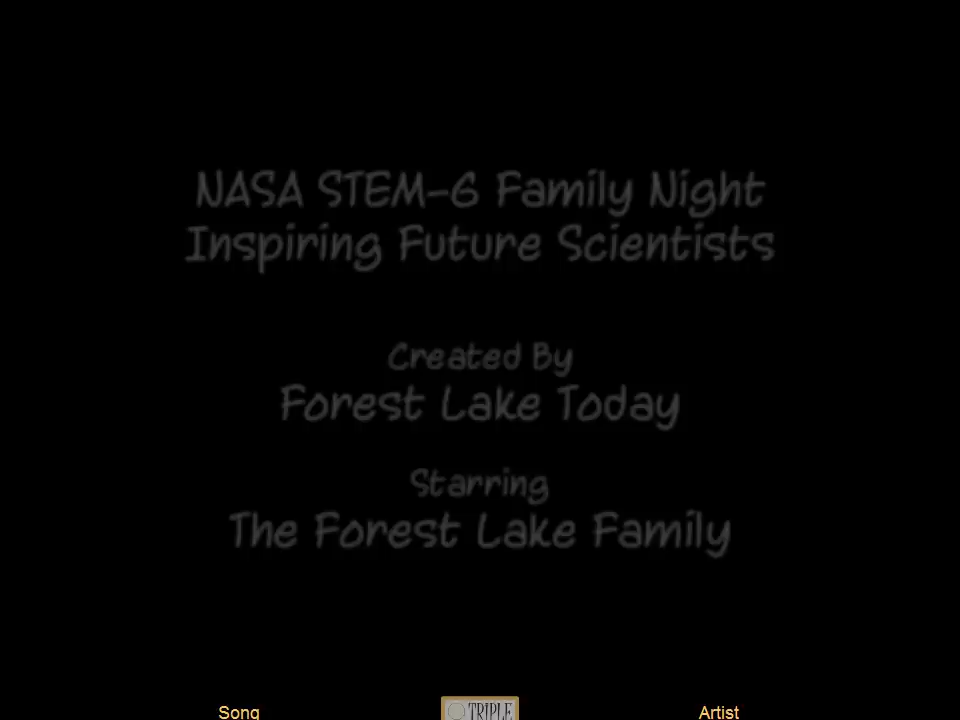 NASA STEM-6 Family Night
Inspiring Future Scientists
Created By
Forest Lake Today
Starring
The Forest Lake Family
Song
TRIPLE
Artist